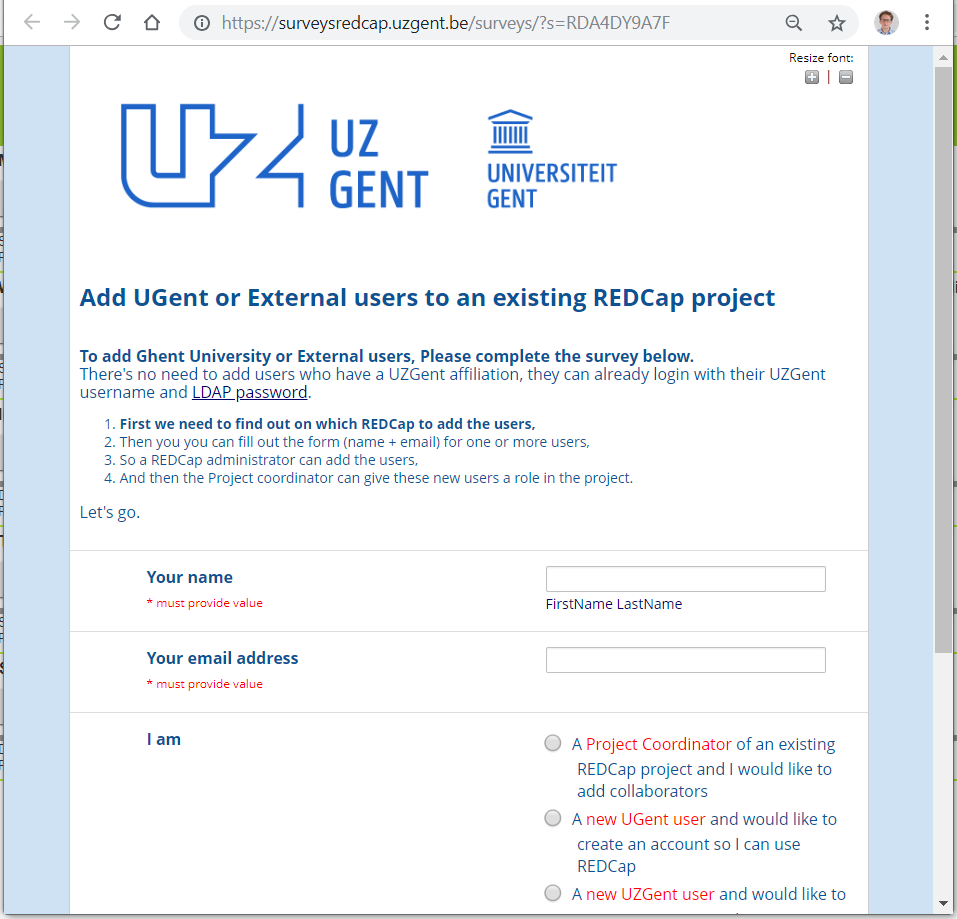 https://surveysredcap.uzgent.be/surveys/?s=RDA4DY9A7F
Resize font:
UZ
GENT
UNIVERSITEIT
GENT
Add UGent or External users to an existing REDCap project
To add Ghent University or External users, Please complete the survey below.
There's no need to add users who have a UZGent affiliation, they can already login with their UZGent
username and LDAP password.
1. First we need to find out on which REDCap to add the users,
2. Then you you can fill out the form (name + email) for one or more users,
3. So a REDCap administrator can add the users,
4. And then the Project coordinator can give these new users a role in the project.
Let's go.
Your name
* must provide value
FirstName LastName
Your email address
* must provide value
I am
A Project Coordinator of an existing
REDCap project and I would like to
add collaborators
A new UGent user and would like to
create an account so I can use
REDCap
A new UZGent user and would like to